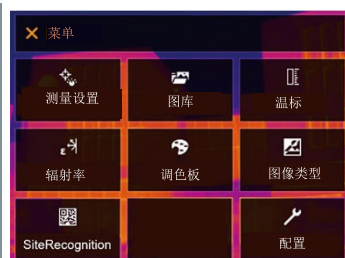 菜单
测量设置
图库
温标
辐射率
调色板
图像类型
SiteRecognition
配置